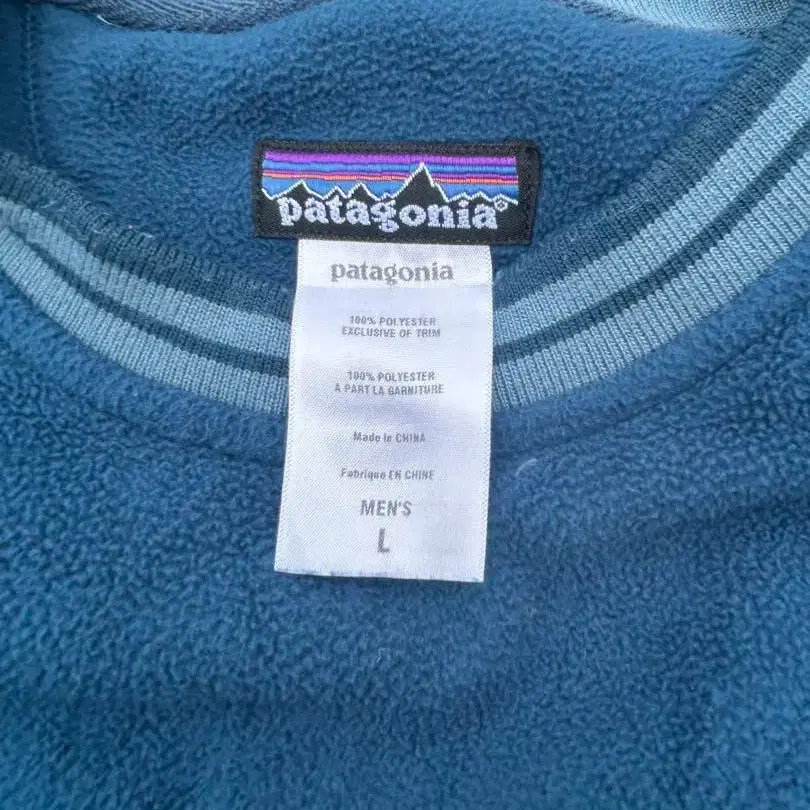 patagonia®
patagonia
100% POLYESTER
EXCLUSIVE OF TRIM
100% POLYESTER
À PART LA GARNITURE
Made in CHINA
Fabriqué EN CHINE
MEN'S
L